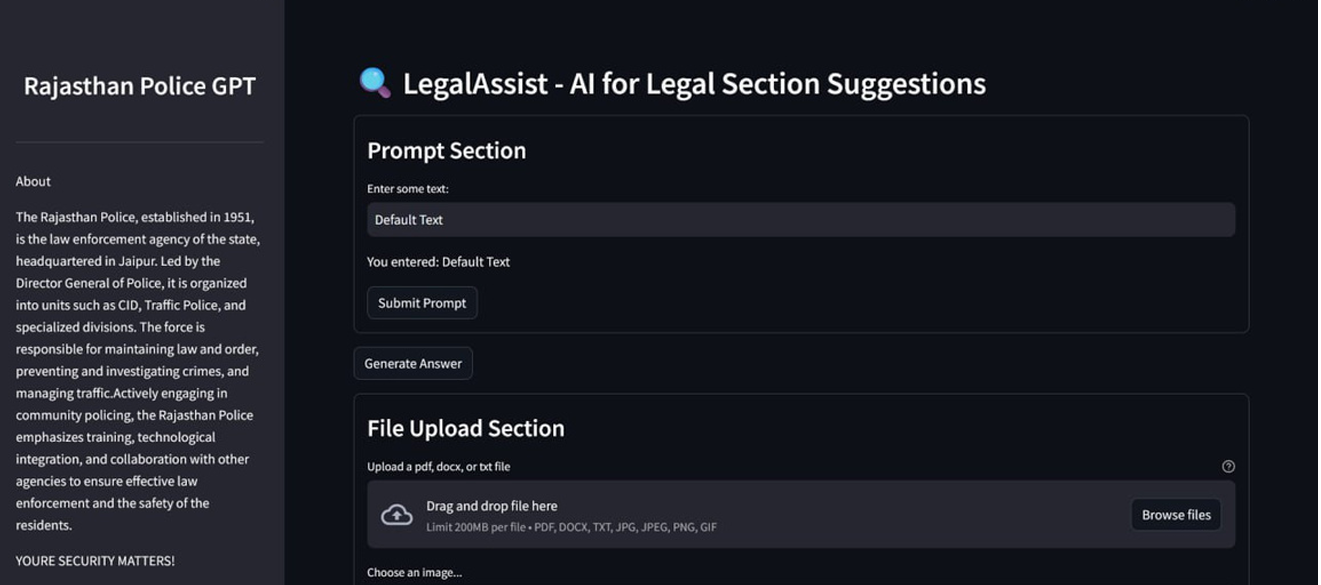 Rajasthan Police GPT
About
The Rajasthan Police, established in 1951,
is the law enforcement agency of the state,
headquartered in Jaipur. Led by the
Director General of Police, it is organized
into units such as CID, Traffic Police, and
specialized divisions. The force is
responsible for maintaining law and order,
preventing and investigating crimes, and
managing traffic.Actively engaging in
community policing, the Rajasthan Police
emphasizes training, technological
integration, and collaboration with other
agencies to ensure effective law
enforcement and the safety of the
residents.
YOURE SECURITY MATTERS!
LegalAssist - AI for Legal Section Suggestions
Prompt Section
Enter some text:
Default Text
You entered: Default Text
Submit Prompt
Generate Answer
File Upload Section
Upload a pdf, docx, or txt file
Drag and drop file here
Limit 200MB per file • PDF, DOCX, TXT, JPG, JPEG, PNG, GIF
Browse files
Choose an image...